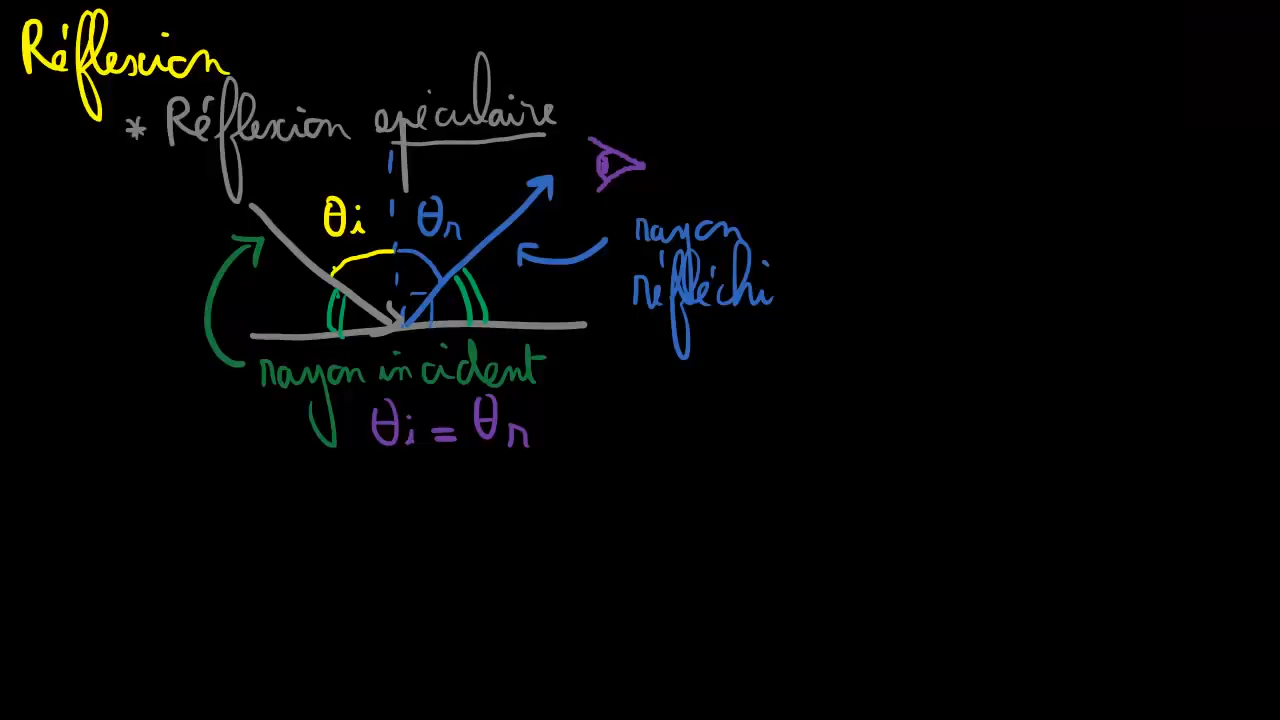 Réflexion
* Réflexion spéculaire
θi θr
rayon
réfléchi
rayon incident
θi = θr